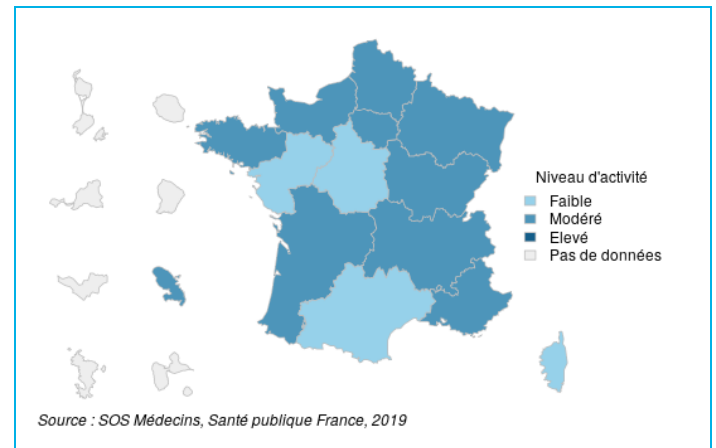 Niveau d'activité
Faible
Modéré
Elevé
Pas de données
Source : SOS Médecins, Santé publique France, 2019